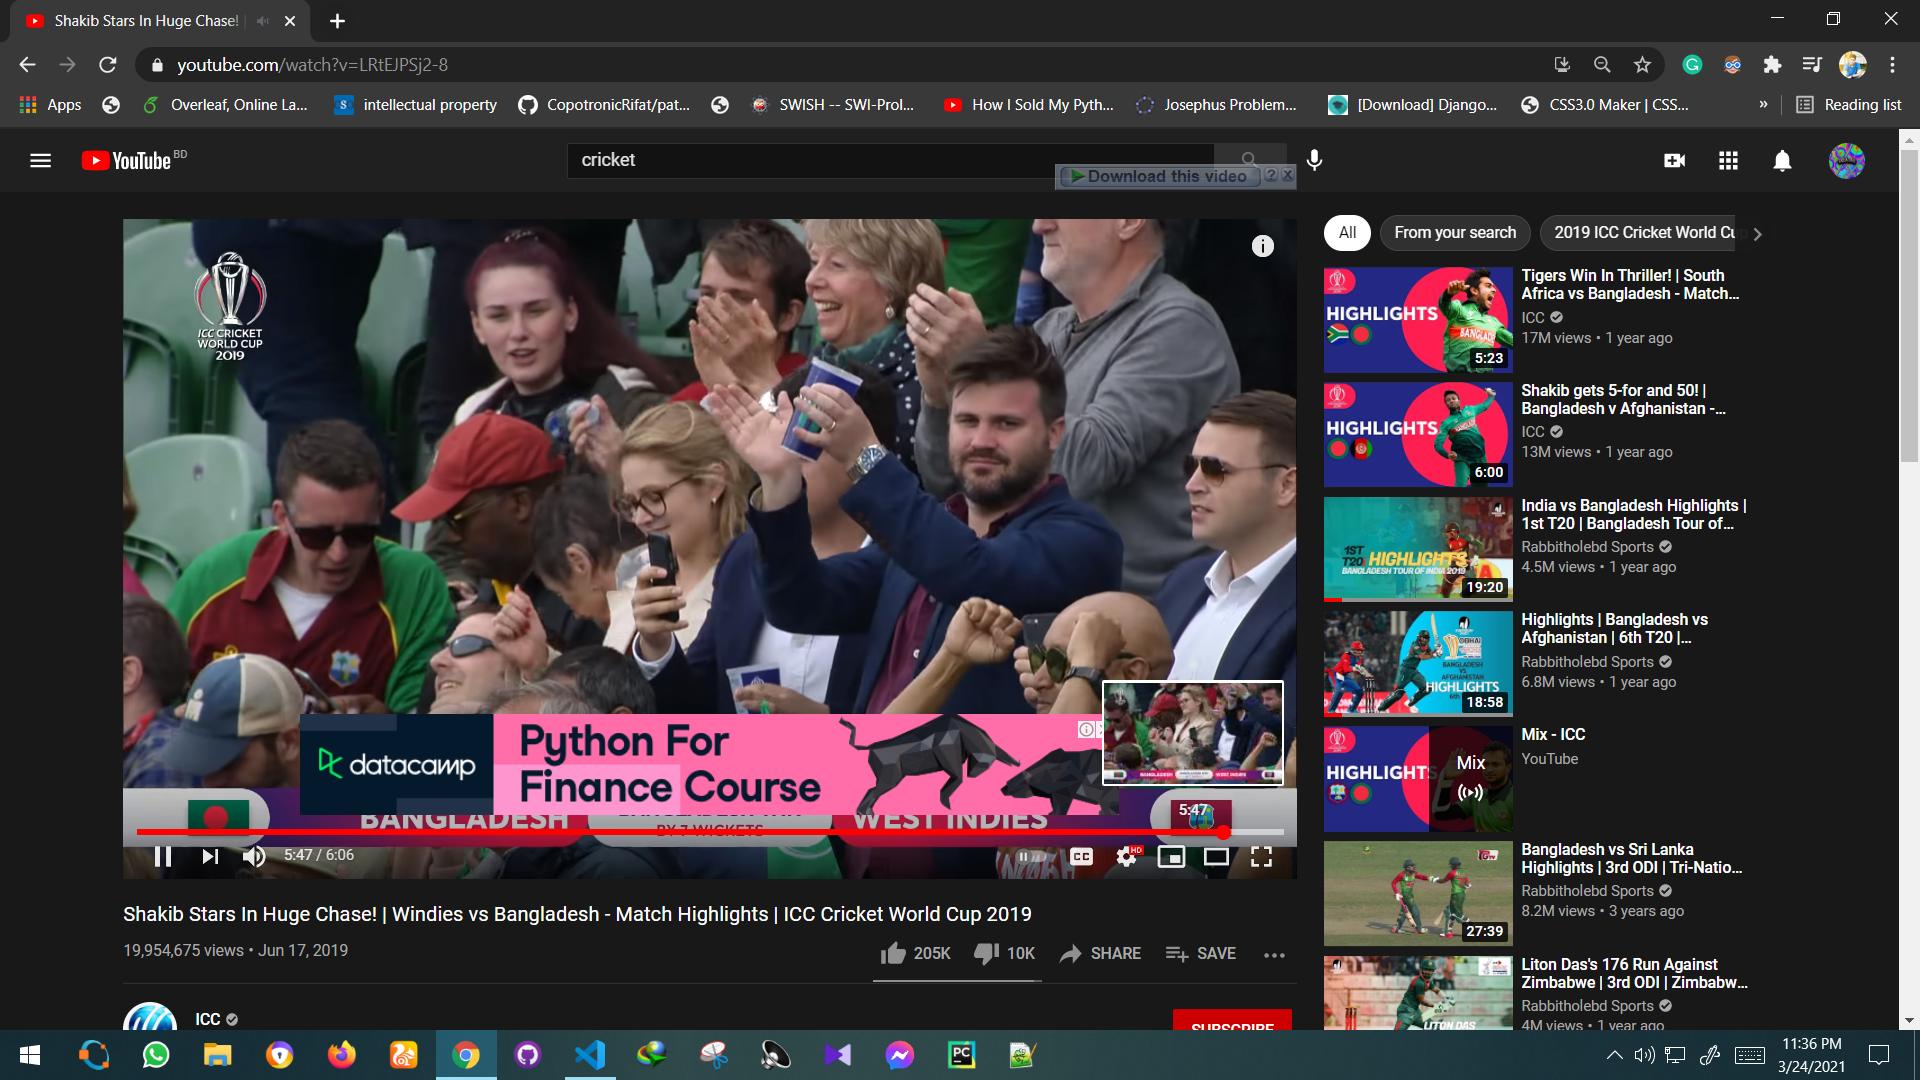 Shakib Stars In Huge Chase!
youtube.com/watch?v=LRtEJPSj2-8
Apps
Overleaf, Online La...
intellectual property
CopotronicRifat/pat...
SWISH -- SWI-Prol...
How I Sold My Pyth...
Josephus Problem...
[Download] Django...
CSS3.0 Maker | CSS...
»
Reading list
YouTube BD
cricket
Download this video ? X
ICC CRICKET
WORLD CUP
2019
datacamp
Python For
Finance Course
BANGLADESH
WEST INDIES
BY 7 WICKETS
5:47
5:47 / 6:06
CC
HD
Shakib Stars In Huge Chase! | Windies vs Bangladesh - Match Highlights | ICC Cricket World Cup 2019
19,954,675 views • Jun 17, 2019
205K
10K
SHARE
SAVE
ICC
SUBSCRIBE
All
From your search
2019 ICC Cricket World Cup
HIGHLIGHTS
BANGLADESH
5:23
Tigers Win In Thriller! | South
Africa vs Bangladesh - Match...
ICC
17M views • 1 year ago
HIGHLIGHTS
6:00
Shakib gets 5-for and 50! |
Bangladesh v Afghanistan -...
ICC
13M views • 1 year ago
1ST
T20 HIGHLIGHTS
BANGLADESH TOUR OF INDIA 2019
19:20
India vs Bangladesh Highlights |
1st T20 | Bangladesh Tour of...
Rabbitholebd Sports
4.5M views • 1 year ago
BANGLADESH
VS
AFGHANISTAN
HIGHLIGHTS
18:58
Highlights | Bangladesh vs
Afghanistan | 6th T20 |...
Rabbitholebd Sports
6.8M views • 1 year ago
HIGHLIGHTS
Mix
Mix - ICC
YouTube
27:39
Bangladesh vs Sri Lanka
Highlights | 3rd ODI | Tri-Natio...
Rabbitholebd Sports
8.2M views • 3 years ago
LITON DAS
Liton Das's 176 Run Against
Zimbabwe | 3rd ODI | Zimbabw...
Rabbitholebd Sports
4M views • 1 year ago
PC
11:36 PM
3/24/2021